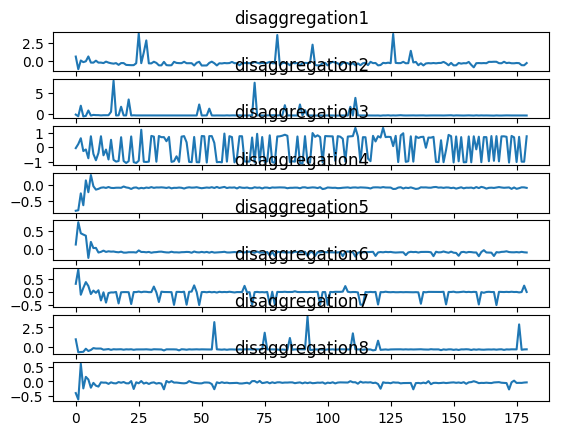 disaggregation1
2.5
0.0
disaggregation2
5
0
disaggregation3
1
0
−1
disaggregation4
0.0
−0.5
disaggregation5
0.5
0.0
disaggregation6
0.5
0.0
−0.5
disaggregation7
2.5
0.0
disaggregation8
0.5
0.0
−0.5
0 25 50 75 100 125 150 175